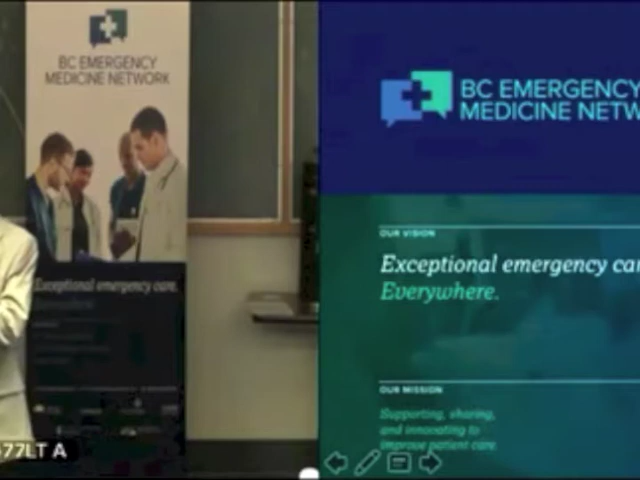 BC EMERGENCY
MEDICINE NETWORK
Exceptional emergency care.
577LT A
BC EMERGENCY
MEDICINE NETW
OUR VISION
Exceptional emergency car
Everywhere.
OUR MISSION
Supporting, sharing,
and innovating to
improve patient care.